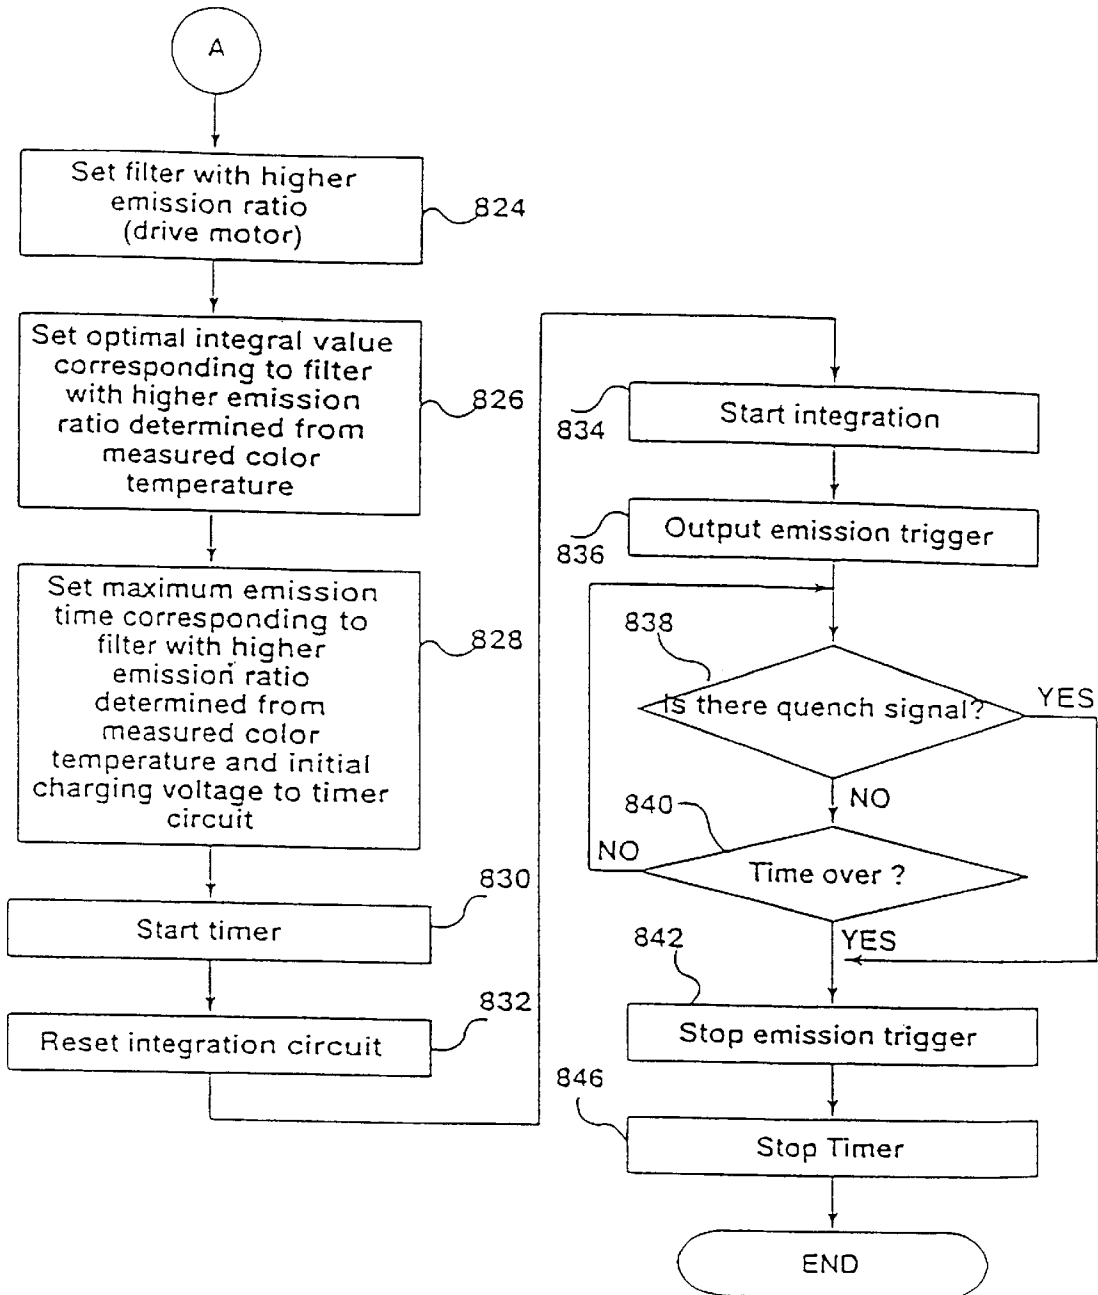 A
Set filter with higher
emission ratio
(drive motor)
824
Set optimal integral value
corresponding to filter
with higher emission
ratio determined from
measured color
temperature
826
Set maximum emission
time corresponding to
filter with higher
emission ratio
determined from
measured color
temperature and initial
charging voltage to timer
circuit
828
Start timer
830
Reset integration circuit
832
Start integration
834
Output emission trigger
836
838
Is there quench signal?
YES
NO
840
Time over ?
NO
YES
842
Stop emission trigger
846
Stop Timer
END